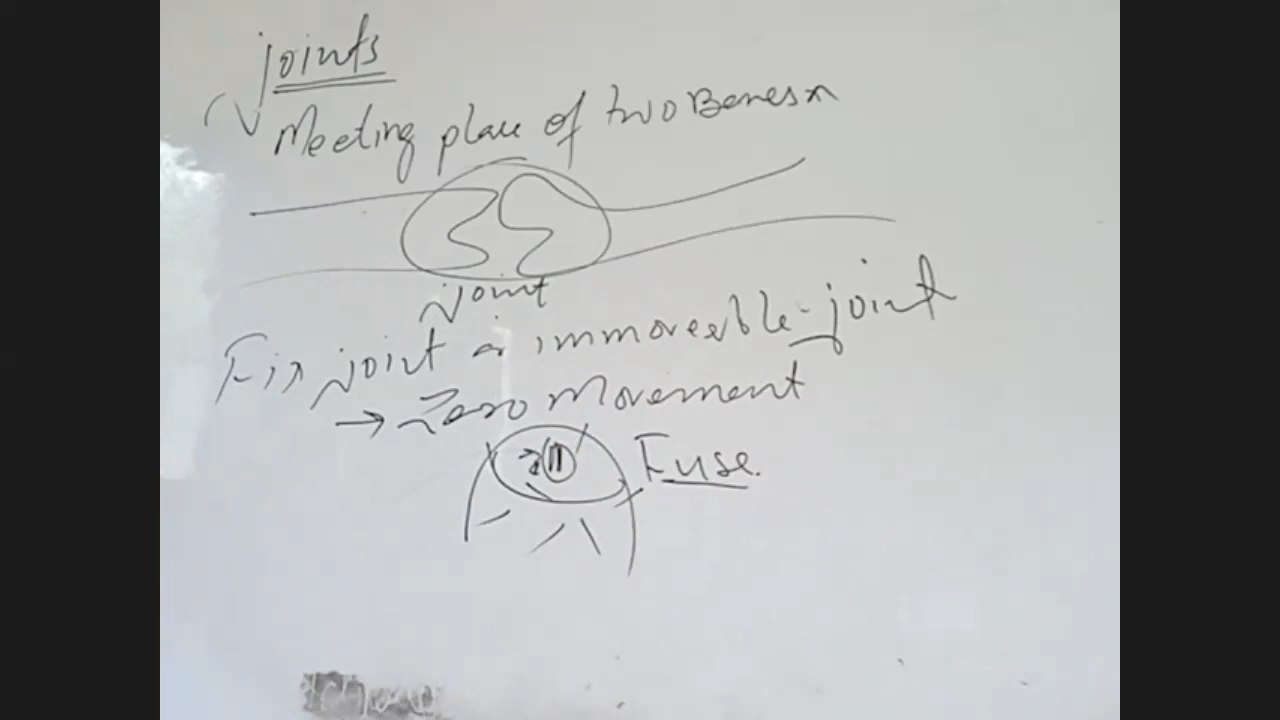 joints
Meeting place of two Bones
joint
Fix joint or immoveable joint
→ Zero Movement
Fuse.